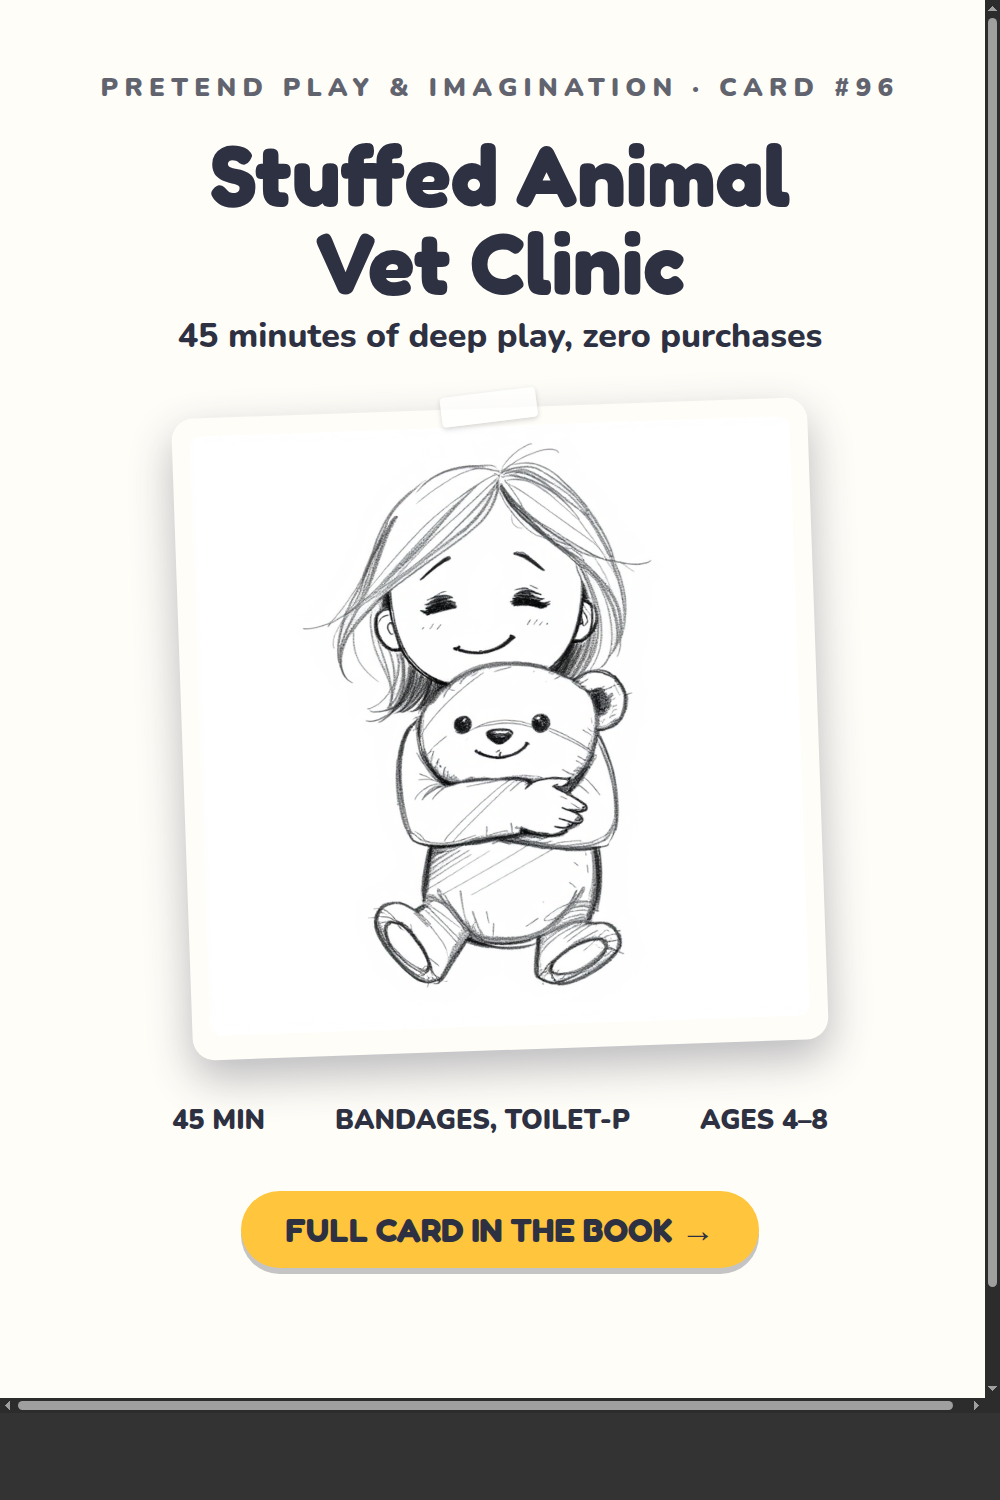 PRETEND PLAY & IMAGINATION · CARD #96
Stuffed Animal
Vet Clinic
45 minutes of deep play, zero purchases
45 MIN BANDAGES, TOILET-P AGES 4–8
FULL CARD IN THE BOOK →